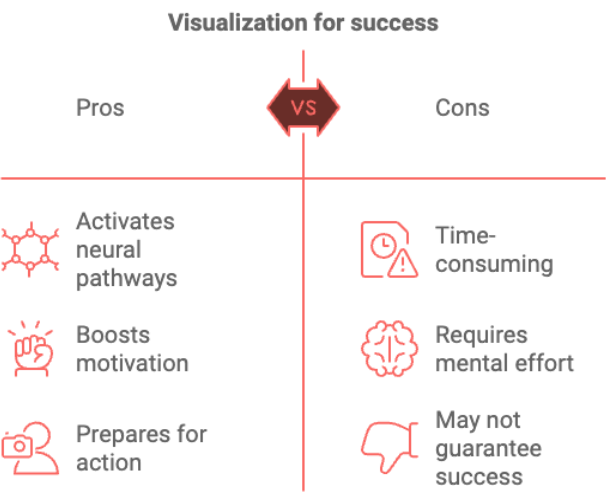 Visualization for success
Pros
VS
Cons
Activates
neural
pathways
Time-
consuming
Boosts
motivation
Requires
mental effort
Prepares for
action
May not
guarantee
success